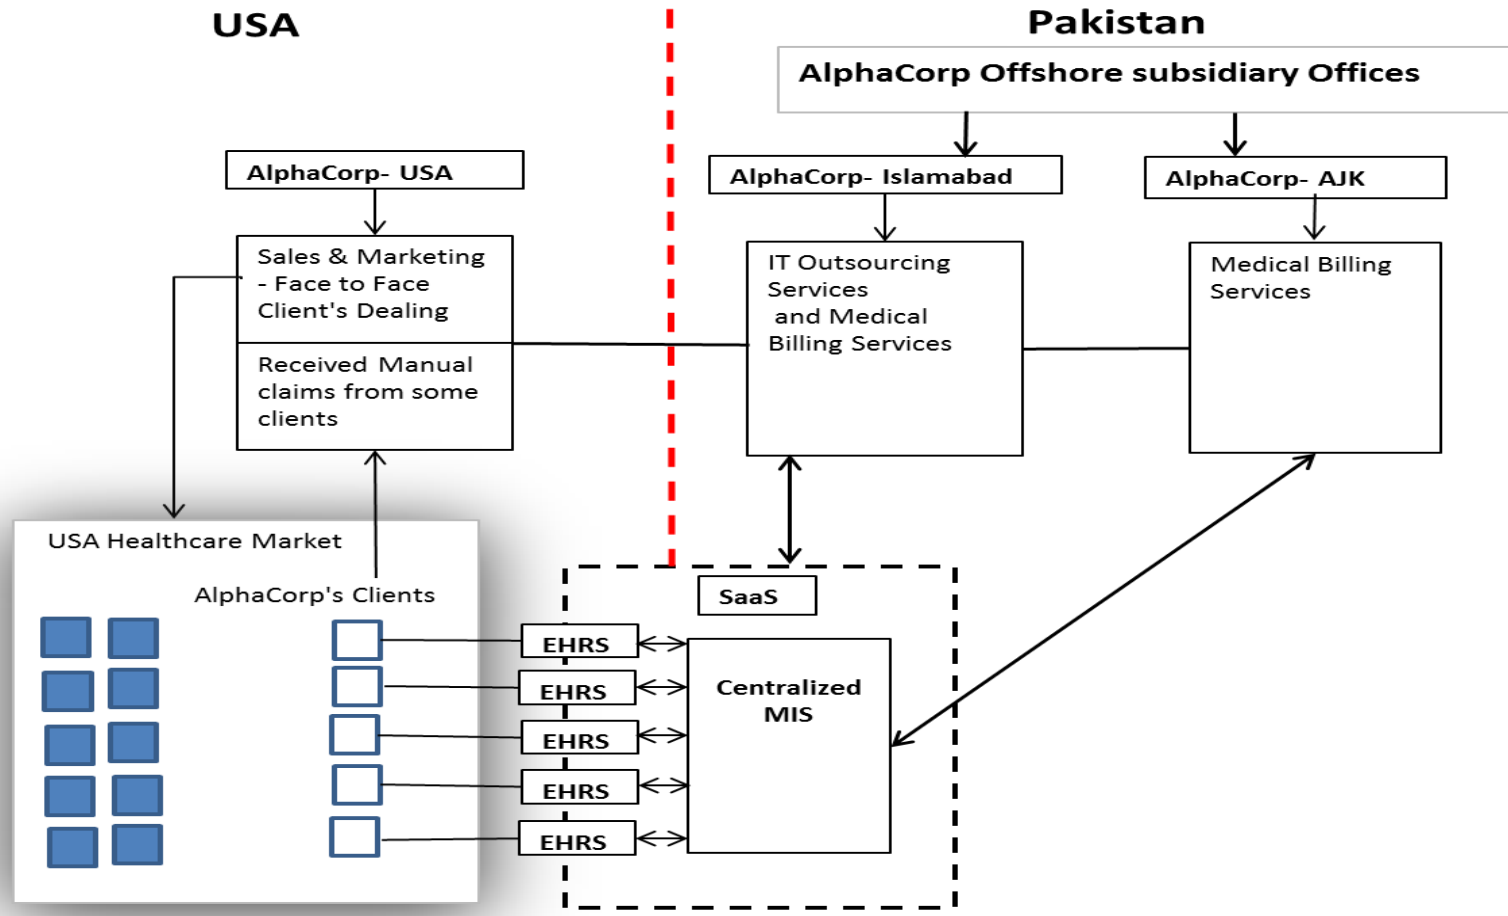 USA
Pakistan
AlphaCorp Offshore subsidiary Offices
AlphaCorp- USA
AlphaCorp- Islamabad
AlphaCorp- AJK
Sales & Marketing
- Face to Face
Client's Dealing
Received Manual
claims from some
clients
IT Outsourcing
Services
and Medical
Billing Services
Medical Billing
Services
USA Healthcare Market
AlphaCorp's Clients
SaaS
EHRS
EHRS
EHRS
EHRS
EHRS
Centralized
MIS